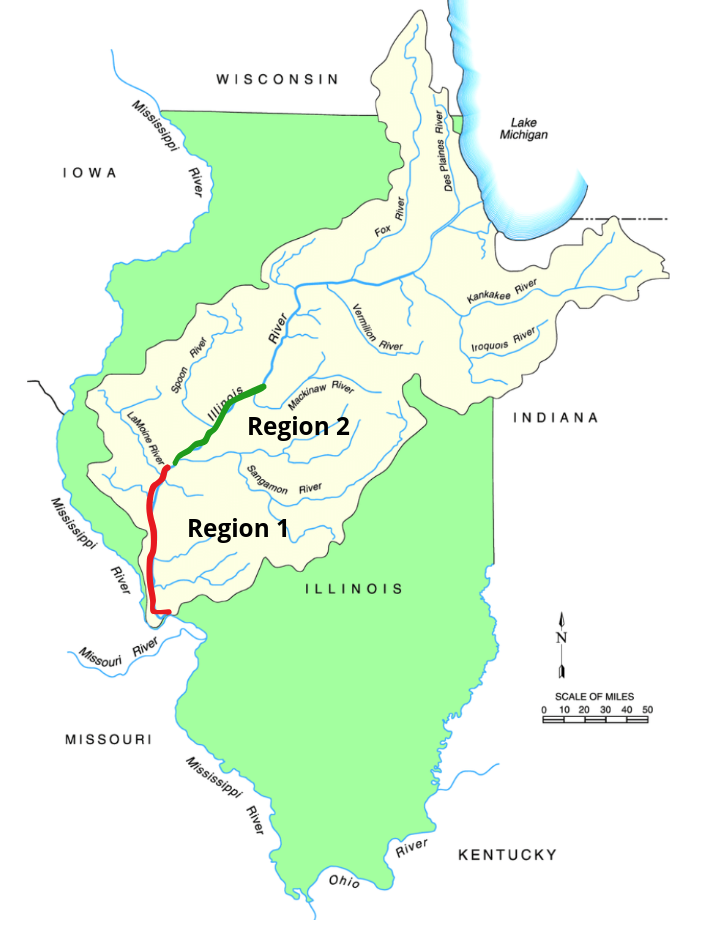 WISCONSIN
Lake
Michigan
Mississippi
River
IOWA
Des Plaines River
Fox River
Kankakee River
Iroquois River
Vermilion River
River
Illinois
Spoon River
Mackinaw River
LaMoine River
Region 2
INDIANA
Sangamon River
Region 1
Mississippi
River
ILLINOIS
N
Missouri River
SCALE OF MILES
0 10 20 30 40 50
MISSOURI
Mississippi
River
KENTUCKY
Ohio River